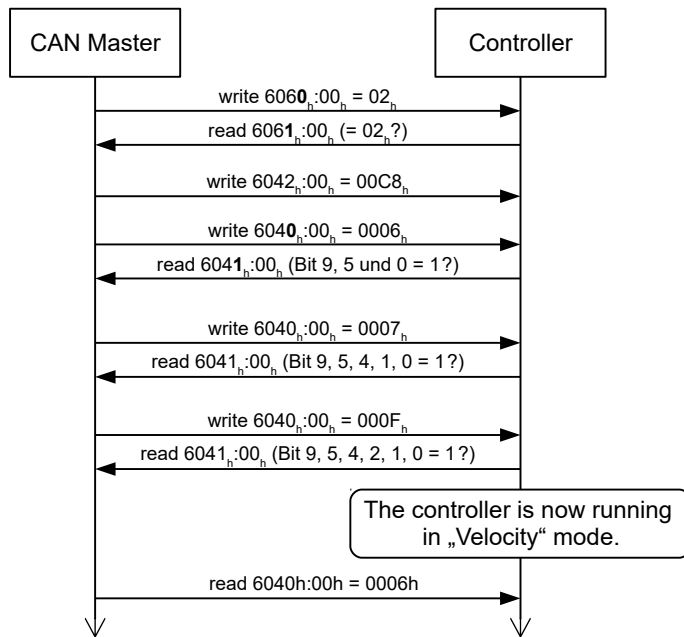 CAN Master
Controller
write 6060ₕ:00ₕ = 02ₕ
read 6061ₕ:00ₕ (= 02ₕ?)
write 6042ₕ:00ₕ = 00C8ₕ
write 6040ₕ:00ₕ = 0006ₕ
read 6041ₕ:00ₕ (Bit 9, 5 und 0 = 1?)
write 6040ₕ:00ₕ = 0007ₕ
read 6041ₕ:00ₕ (Bit 9, 5, 4, 1, 0 = 1?)
write 6040ₕ:00ₕ = 000Fₕ
read 6041ₕ:00ₕ (Bit 9, 5, 4, 2, 1, 0 = 1?)
The controller is now running
in „Velocity“ mode.
read 6040h:00h = 0006h